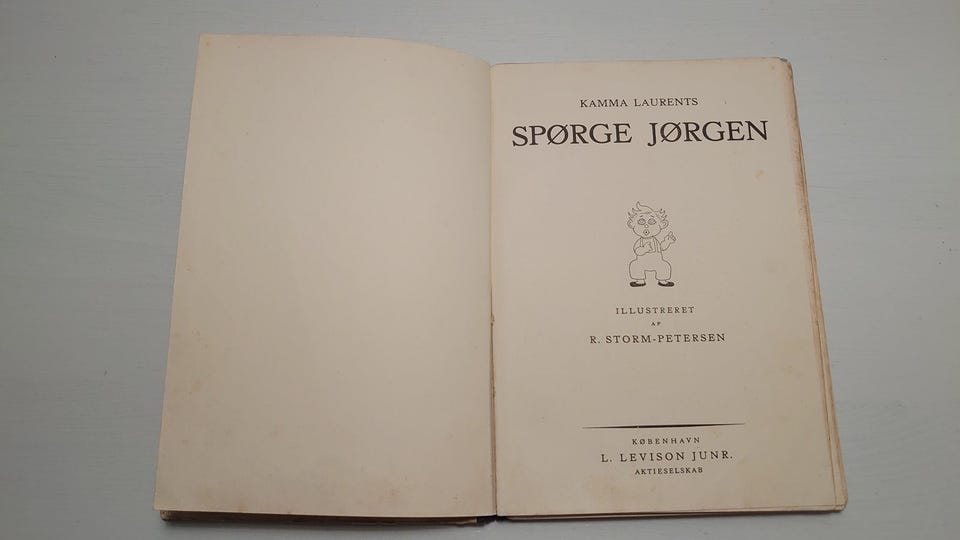 KAMMA LAURENTS
SPØRGE JØRGEN
ILLUSTRERET
AF
R. STORM-PETERSEN
KØBENHAVN
L. LEVISON JUNR.
AKTIESELSKAB